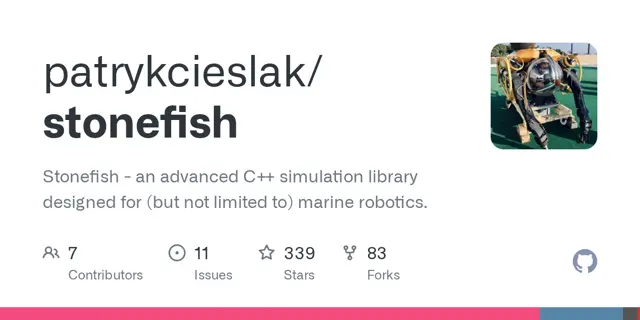 patrykcieslak/
stonefish
Stonefish - an advanced C++ simulation library
designed for (but not limited to) marine robotics.
7 11 339 83
Contributors Issues Stars Forks